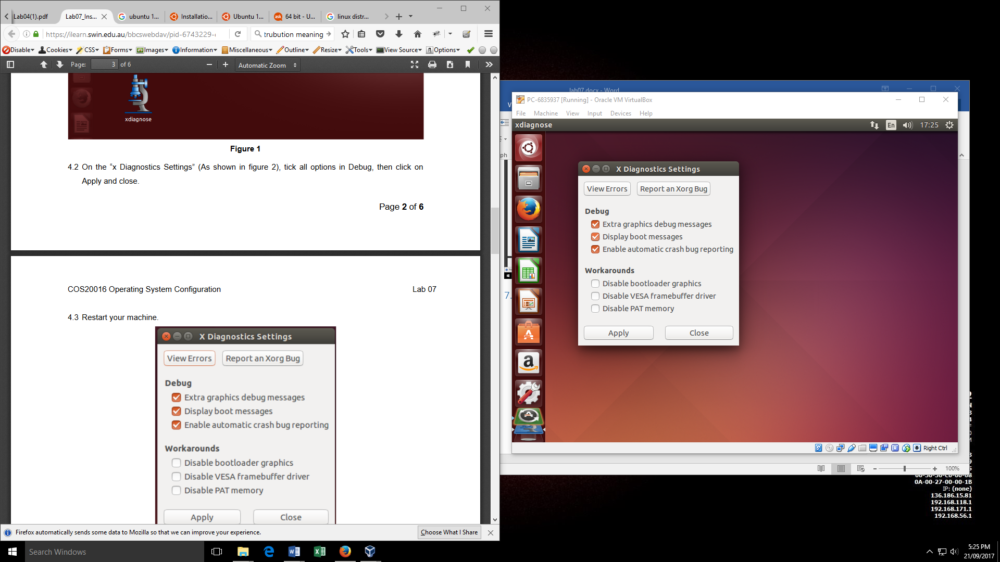 Lab04(1).pdf
Lab07_Ins...
ubuntu 1...
Installatio...
Ubuntu 1...
64 bit - U...
linux distr...
https://ilearn.swin.edu.au/bbcswebdav/pid-6743229-
trubution meaning
Disable Cookies CSS Forms Images Information Miscellaneous Outline Resize Tools View Source Options
Page: 3 of 6
Automatic Zoom
xdiagnose
Figure 1
4.2 On the “x Diagnostics Settings” (As shown in figure 2), tick all options in Debug, then click on
Apply and close.
Page 2 of 6
COS20016 Operating System Configuration Lab 07
4.3 Restart your machine.
X Diagnostics Settings
View Errors Report an Xorg Bug
Debug
Extra graphics debug messages
Display boot messages
Enable automatic crash bug reporting
Workarounds
Disable bootloader graphics
Disable VESA framebuffer driver
Disable PAT memory
Apply Close
Firefox automatically sends some data to Mozilla so that we can improve your experience.
Choose What I Share
lab07.docx - Word
PC-6835937 [Running] - Oracle VM VirtualBox
File Machine View Input Devices Help
xdiagnose En 17:25
X Diagnostics Settings
View Errors Report an Xorg Bug
Debug
Extra graphics debug messages
Display boot messages
Enable automatic crash bug reporting
Workarounds
Disable bootloader graphics
Disable VESA framebuffer driver
Disable PAT memory
Apply Close
ph
7.
Right Ctrl
100%
0A-00-27-00-00-1B
IP: (none)
136.186.15.81
192.168.118.1
192.168.171.1
192.168.56.1
Search Windows
5:25 PM
21/09/2017